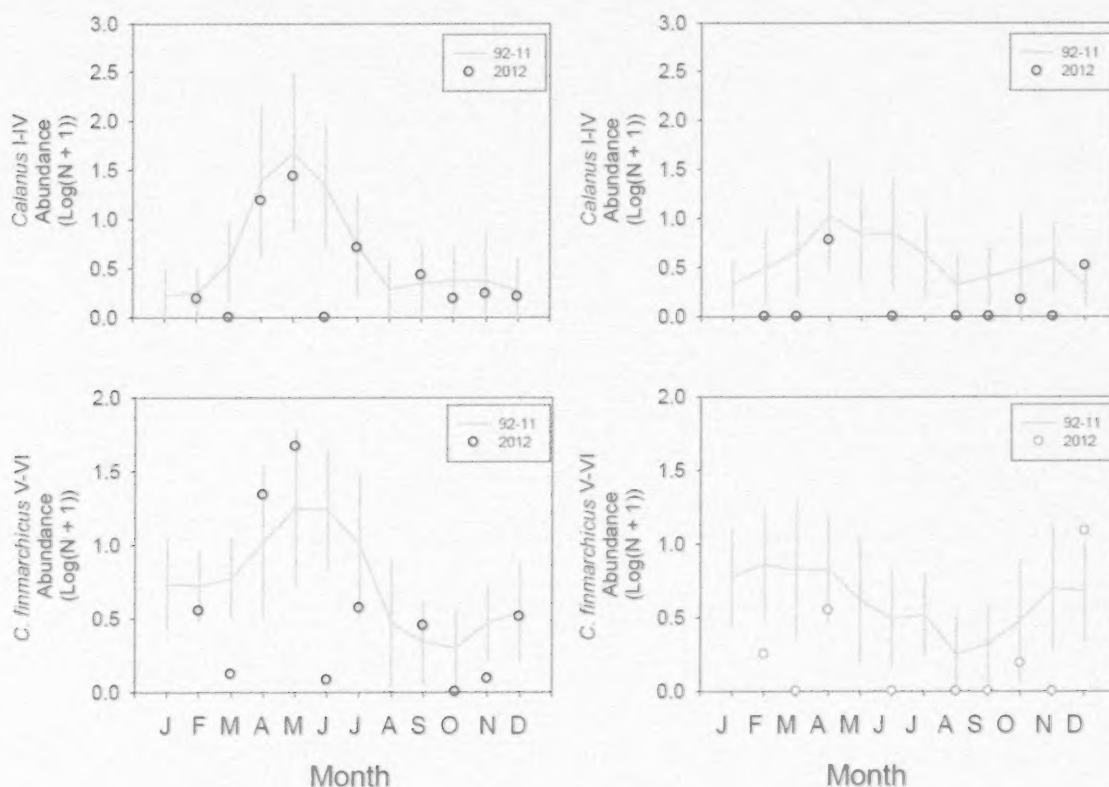 3.0
2.5
2.0
1.5
1.0
0.5
0.0
Calanus I-IV
Abundance
(Log(N + 1))
92-11
2012
3.0
2.5
2.0
1.5
1.0
0.5
0.0
Calanus I-IV
Abundance
(Log(N + 1))
92-11
2012
2.0
1.5
1.0
0.5
0.0
C. finmarchicus V-VI
Abundance
(Log(N + 1))
92-11
2012
J F M A M J J A S O N D
Month
2.0
1.5
1.0
0.5
0.0
C. finmarchicus V-VI
Abundance
(Log(N + 1))
92-11
2012
J F M A M J J A S O N D
Month